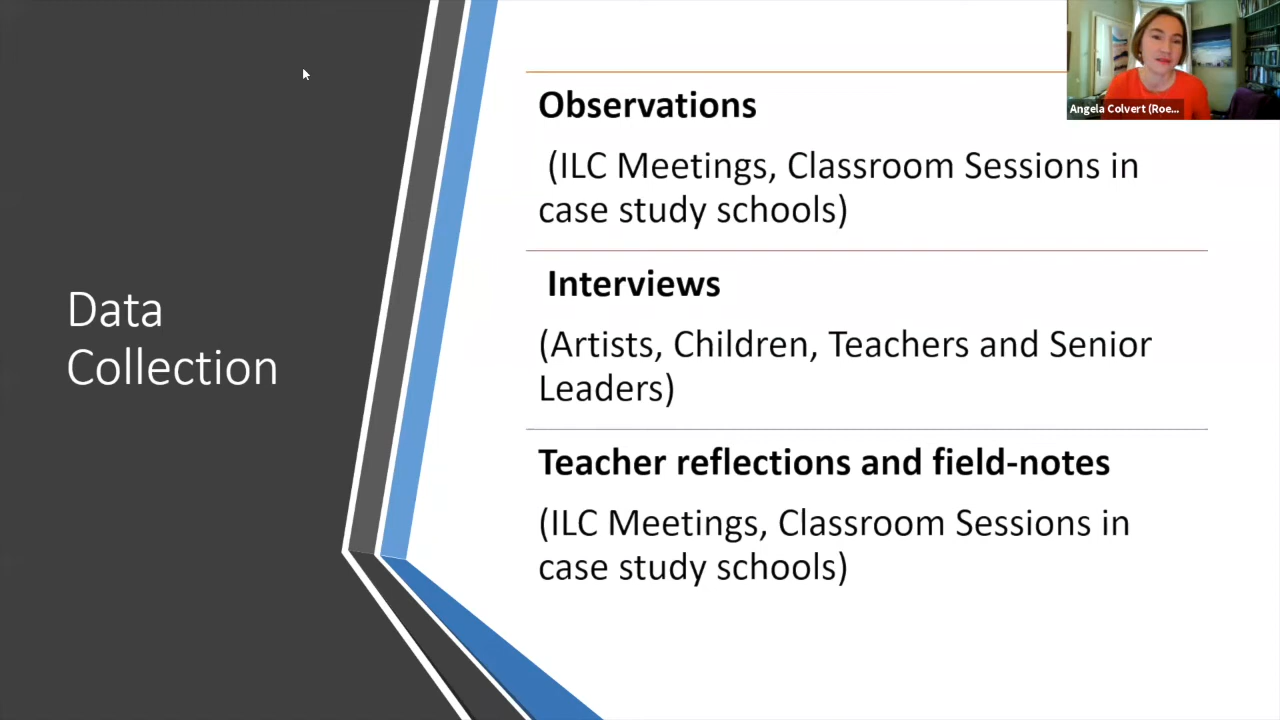 Data
Collection
Observations
(ILC Meetings, Classroom Sessions in
case study schools)
Interviews
(Artists, Children, Teachers and Senior
Leaders)
Teacher reflections and field-notes
(ILC Meetings, Classroom Sessions in
case study schools)
Angela Colvert (Roe...